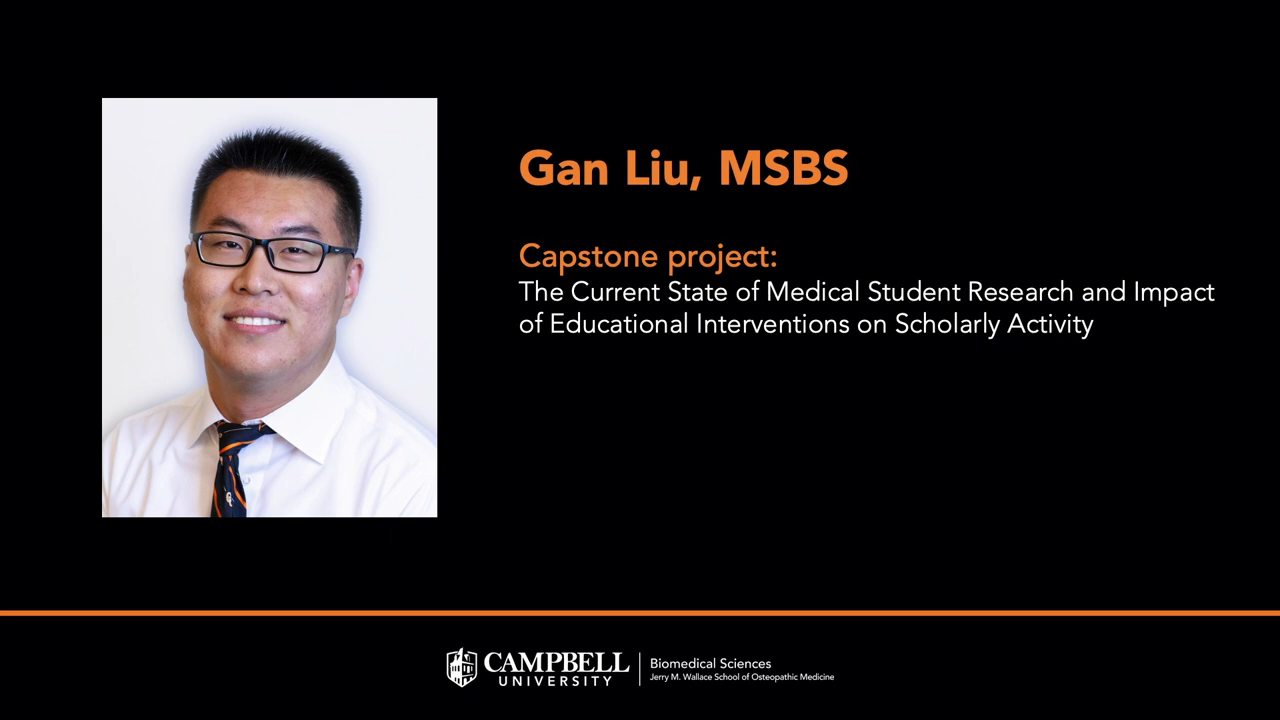 Gan Liu, MSBS
Capstone project:
The Current State of Medical Student Research and Impact
of Educational Interventions on Scholarly Activity
CAMPBELL
UNIVERSITY
Biomedical Sciences
Jerry M. Wallace School of Osteopathic Medicine